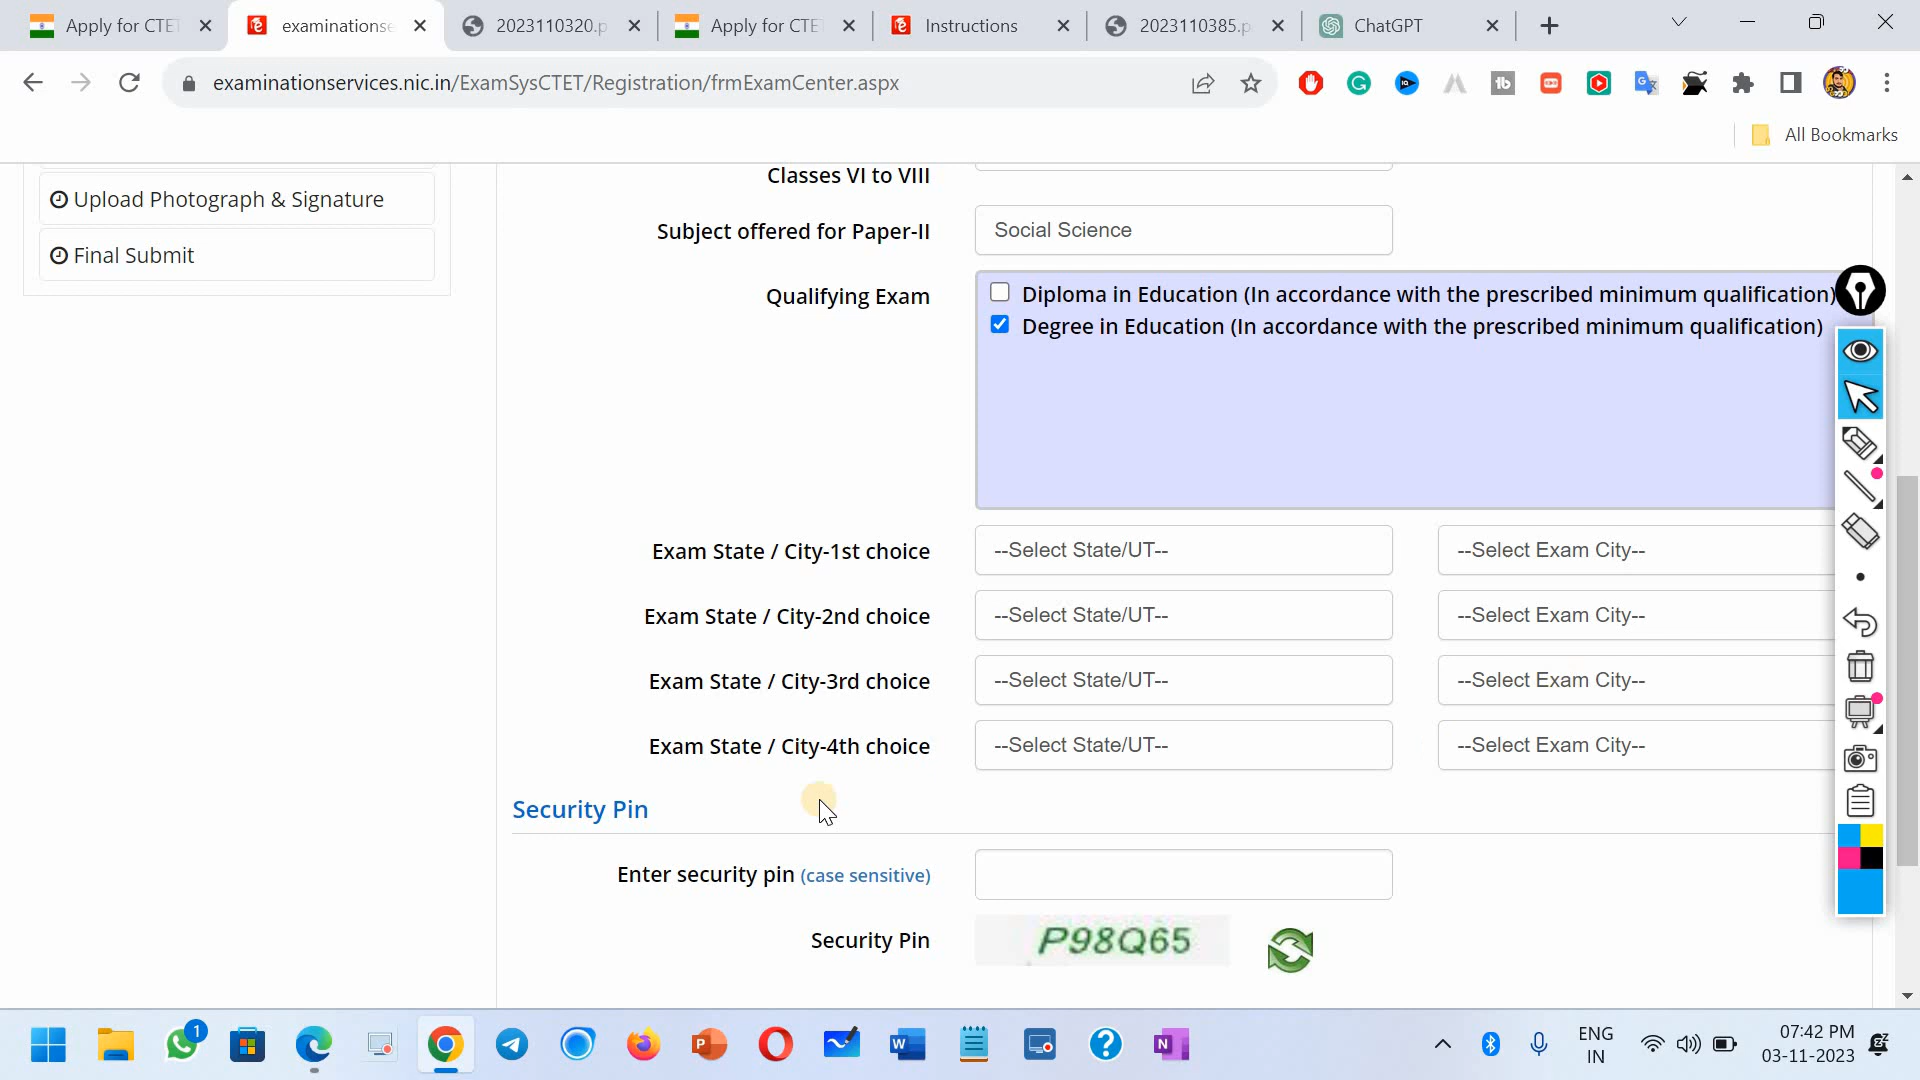 Apply for CTE
examinationse
2023110320.p
Apply for CTE
Instructions
2023110385.p
ChatGPT
examinationservices.nic.in/ExamSysCTET/Registration/frmExamCenter.aspx
All Bookmarks
Upload Photograph & Signature
Final Submit
Classes VI to VIII
Subject offered for Paper-II
Social Science
Qualifying Exam
Diploma in Education (In accordance with the prescribed minimum qualification)
Degree in Education (In accordance with the prescribed minimum qualification)
Exam State / City-1st choice
--Select State/UT--
--Select Exam City--
Exam State / City-2nd choice
--Select State/UT--
--Select Exam City--
Exam State / City-3rd choice
--Select State/UT--
--Select Exam City--
Exam State / City-4th choice
--Select State/UT--
--Select Exam City--
Security Pin
Enter security pin (case sensitive)
Security Pin
P98Q65
1
ENG
IN
07:42 PM
03-11-2023